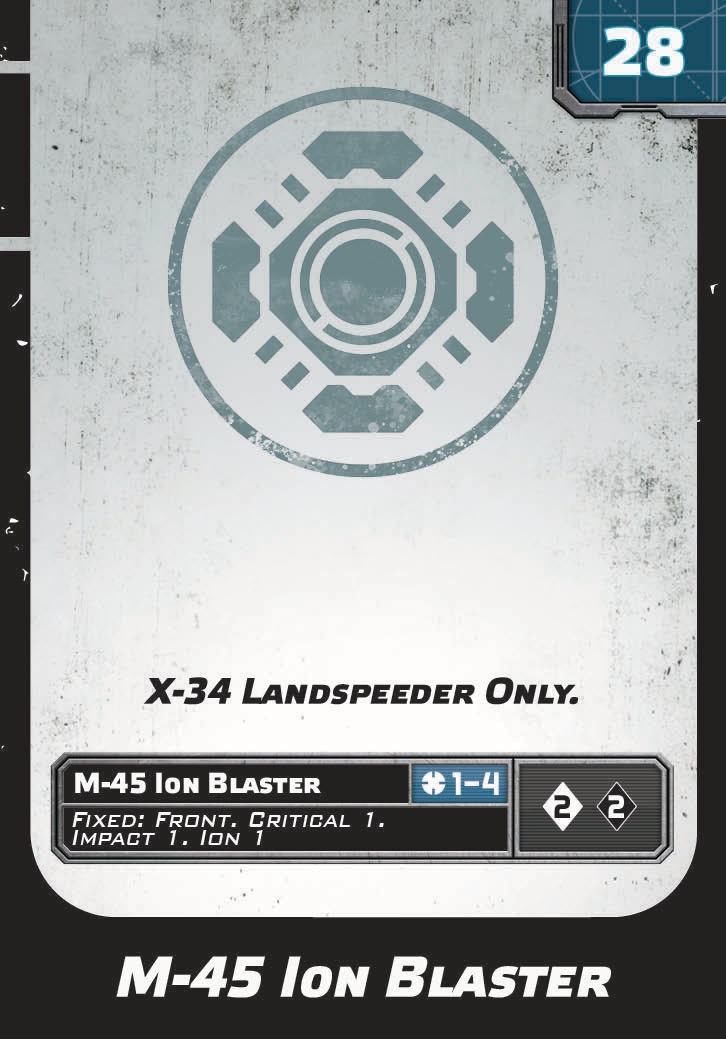 28
X-34 Landspeeder Only.
M-45 Ion Blaster 1-4
Fixed: Front. Critical 1.
Impact 1. Ion 1
2 2
M-45 Ion Blaster